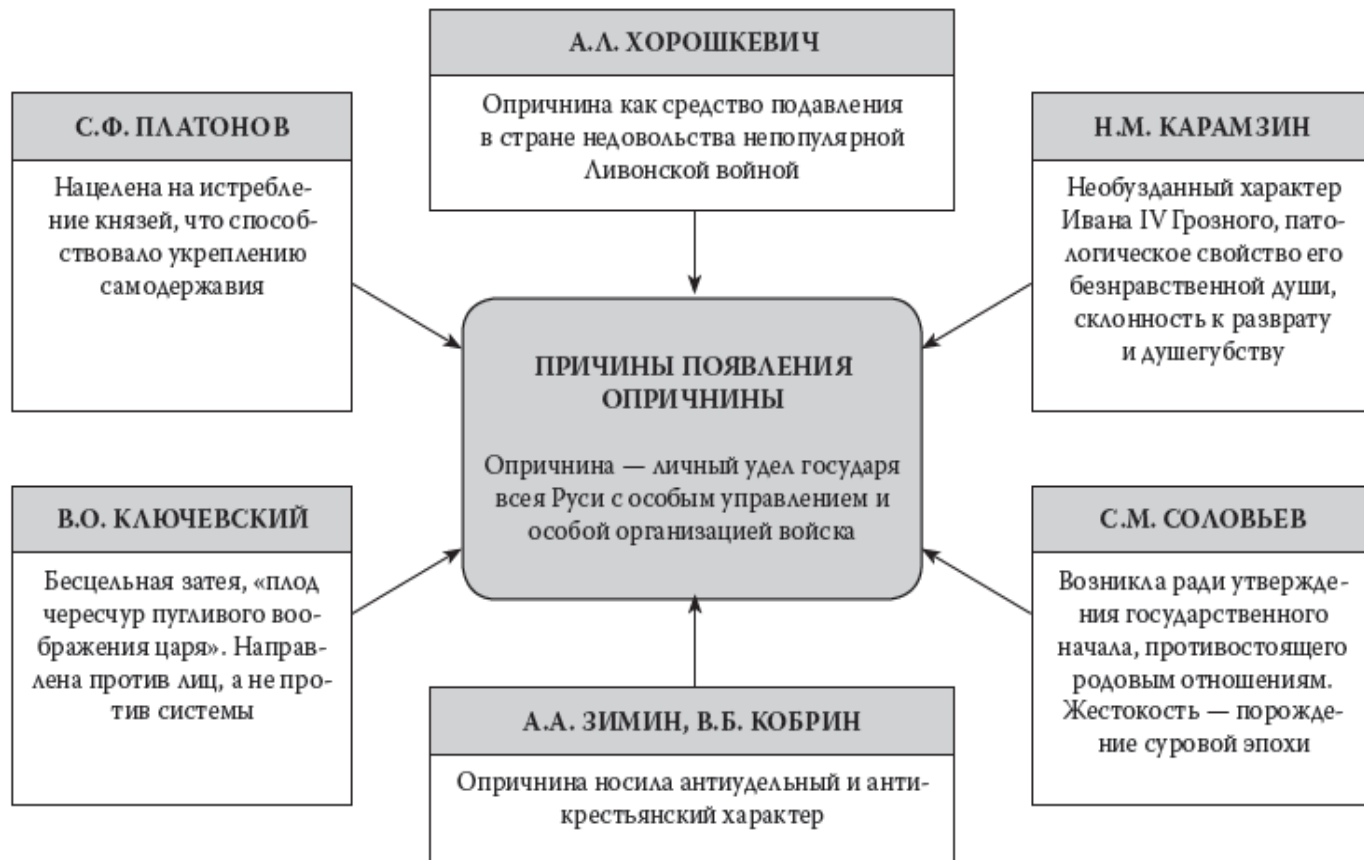 А.Л. ХОРОШКЕВИЧ
Опричнина как средство подавления
в стране недовольства непопулярной
Ливонской войной
С.Ф. ПЛАТОНОВ
Нацелена на истребле-
ние князей, что способ-
ствовало укреплению
самодержавия
Н.М. КАРАМЗИН
Необузданный характер
Ивана IV Грозного, пато-
логическое свойство его
безнравственной души,
склонность к разврату
и душегубству
ПРИЧИНЫ ПОЯВЛЕНИЯ
ОПРИЧНИНЫ
Опричнина — личный удел государя
всея Руси с особым управлением и
особой организацией войска
В.О. КЛЮЧЕВСКИЙ
Бесцельная затея, «плод
чересчур пугливого воо-
бражения царя». Направ-
лена против лиц, а не про-
тив системы
С.М. СОЛОВЬЕВ
Возникла ради утвержде-
ния государственного
начала, противостоящего
родовым отношениям.
Жестокость — порожде-
ние суровой эпохи
А.А. ЗИМИН, В.Б. КОБРИН
Опричнина носила антиудельный и анти-
крестьянский характер